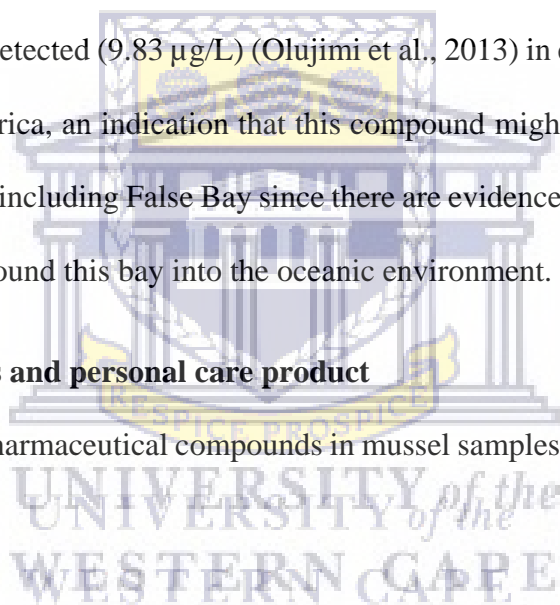 etected (9.83 µg/L) (Olujimi et al., 2013) in
rica, an indication that this compound might
including False Bay since there are evidence
ound this bay into the oceanic environment.
s and personal care product
harmaceutical compounds in mussel samples
RESPICE PROSPICE
UNIVERSITY of the
WESTERN CAPE